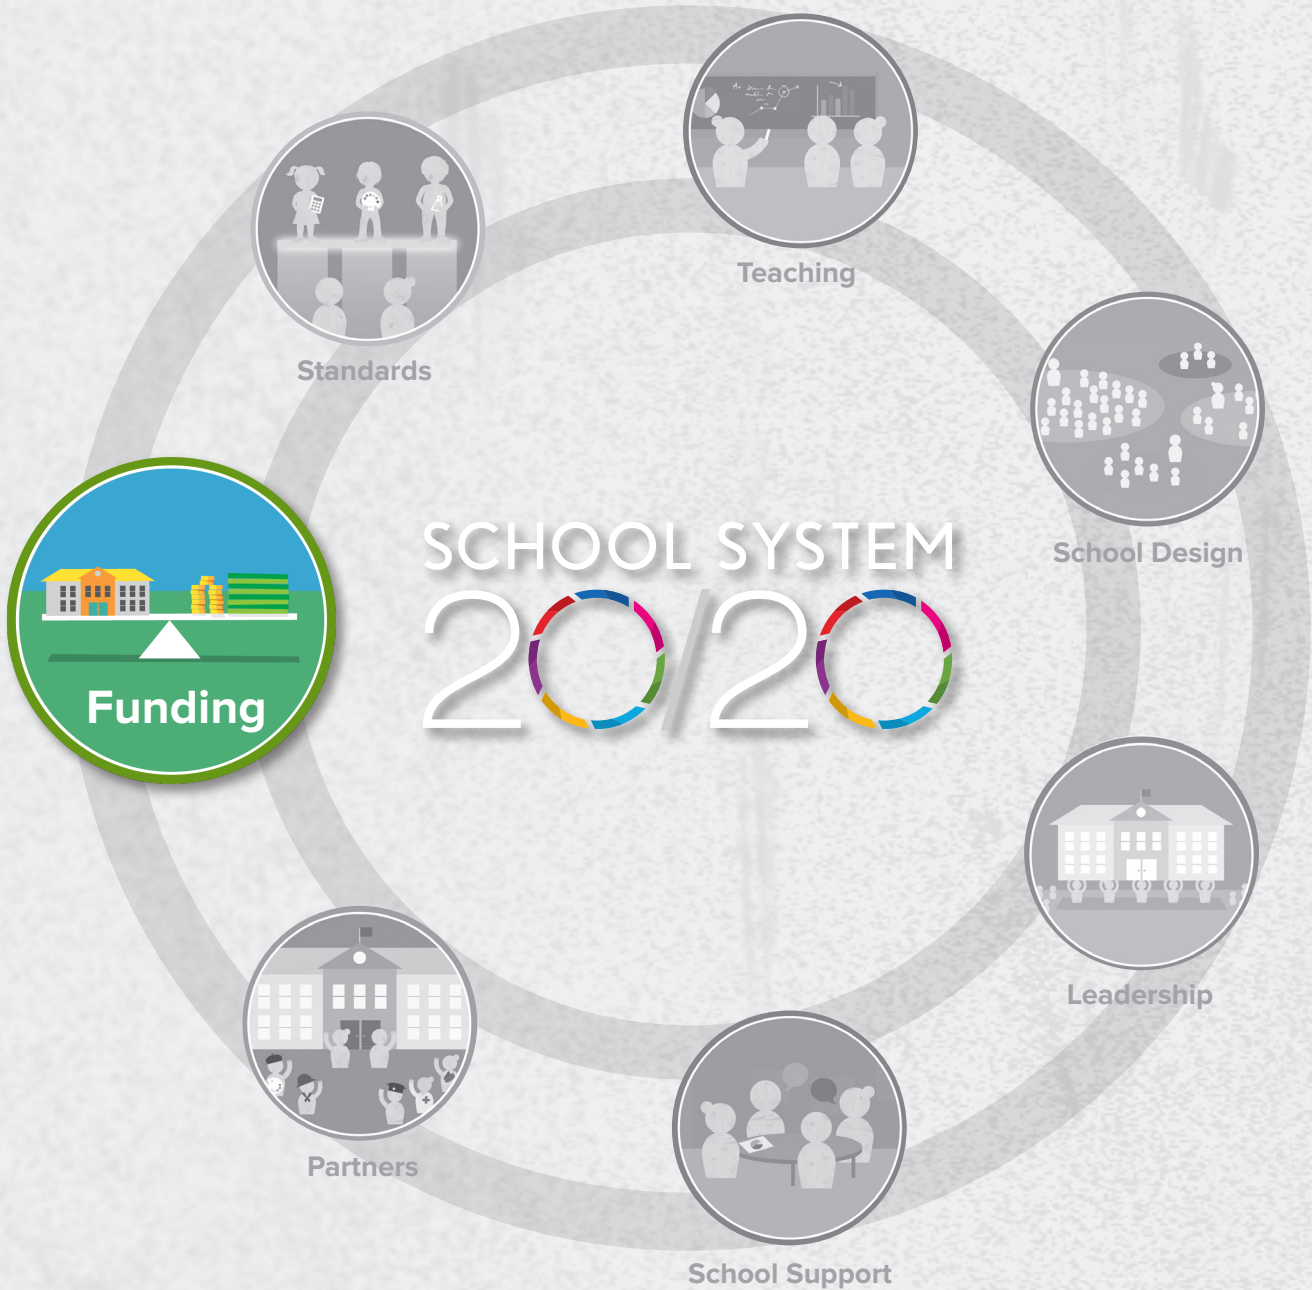 Teaching
Standards
School Design
SCHOOL SYSTEM
20/20
Funding
Leadership
Partners
School Support